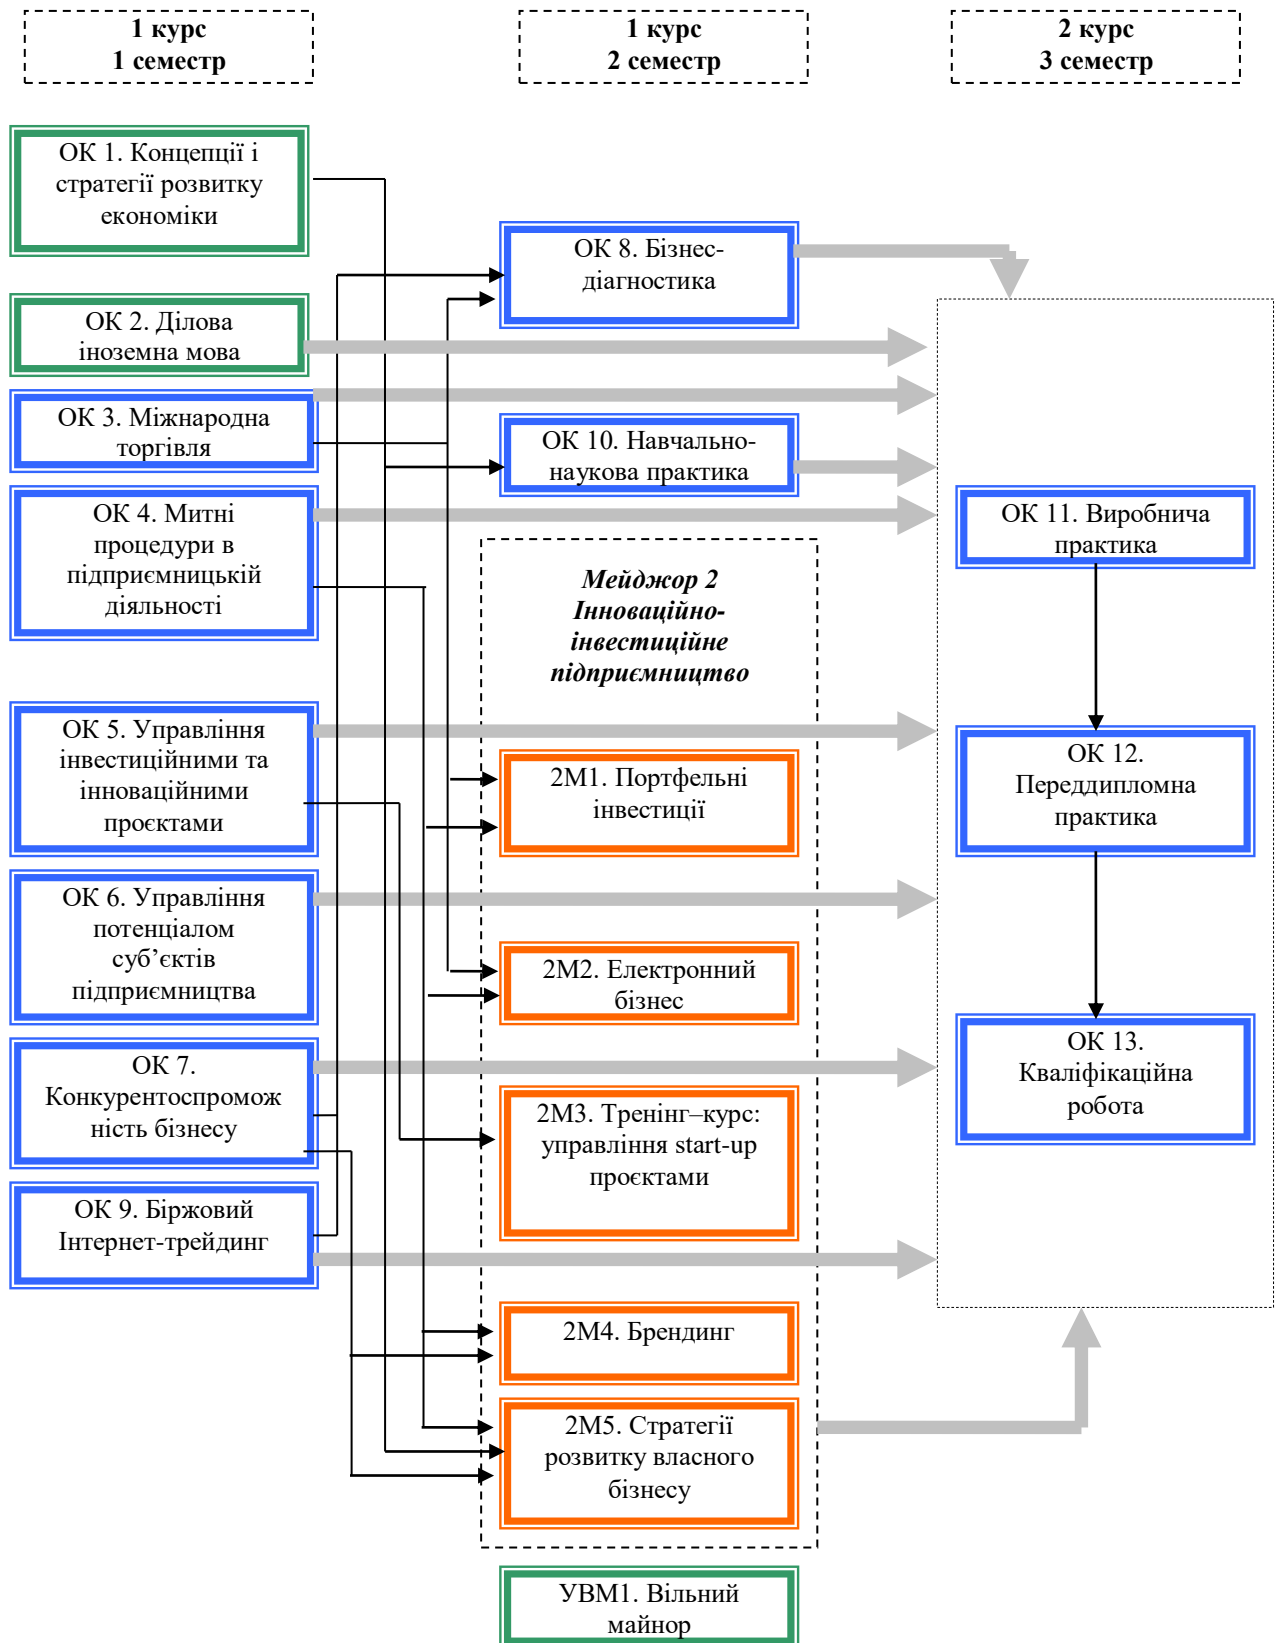 1 курс
1 семестр
1 курс
2 семестр
2 курс
3 семестр
ОК 1. Концепції і
стратегії розвитку
економіки
ОК 2. Ділова
іноземна мова
ОК 3. Міжнародна
торгівля
ОК 4. Митні
процедури в
підприємницькій
діяльності
ОК 5. Управління
інвестиційними та
інноваційними
проєктами
ОК 6. Управління
потенціалом
суб’єктів
підприємництва
ОК 7.
Конкурентоспромож
ність бізнесу
ОК 9. Біржовий
Інтернет-трейдинг
ОК 8. Бізнес-
діагностика
ОК 10. Навчально-
наукова практика
Мейджор 2
Інноваційно-
інвестиційне
підприємництво
2М1. Портфельні
інвестиції
2М2. Електронний
бізнес
2М3. Тренінг–курс:
управління start-up
проєктами
2М4. Брендинг
2М5. Стратегії
розвитку власного
бізнесу
УВМ1. Вільний
майнор
ОК 11. Виробнича
практика
ОК 12.
Переддипломна
практика
ОК 13.
Кваліфікаційна
робота